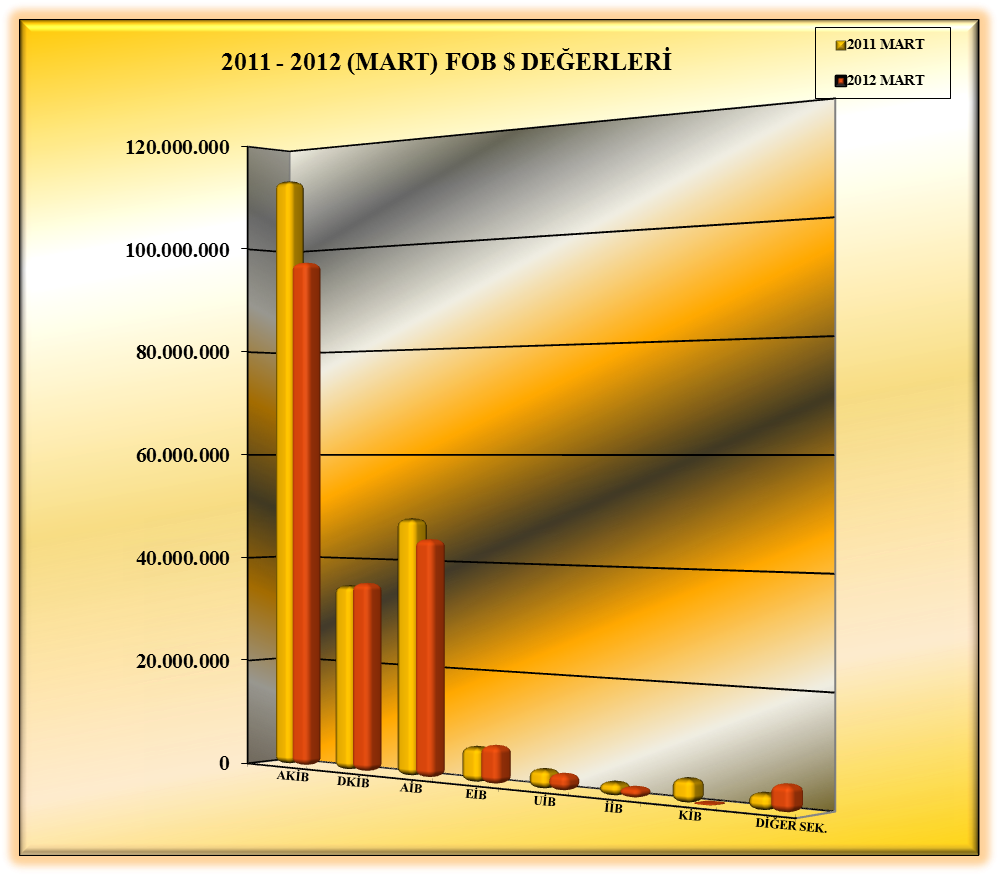 2011 - 2012 (MART) FOB $ DEĞERLERİ
2011 MART
2012 MART
120.000.000
100.000.000
80.000.000
60.000.000
40.000.000
20.000.000
0
AKİB
DKİB
AİB
EİB
UİB
İİB
KİB
DİĞER SEK.